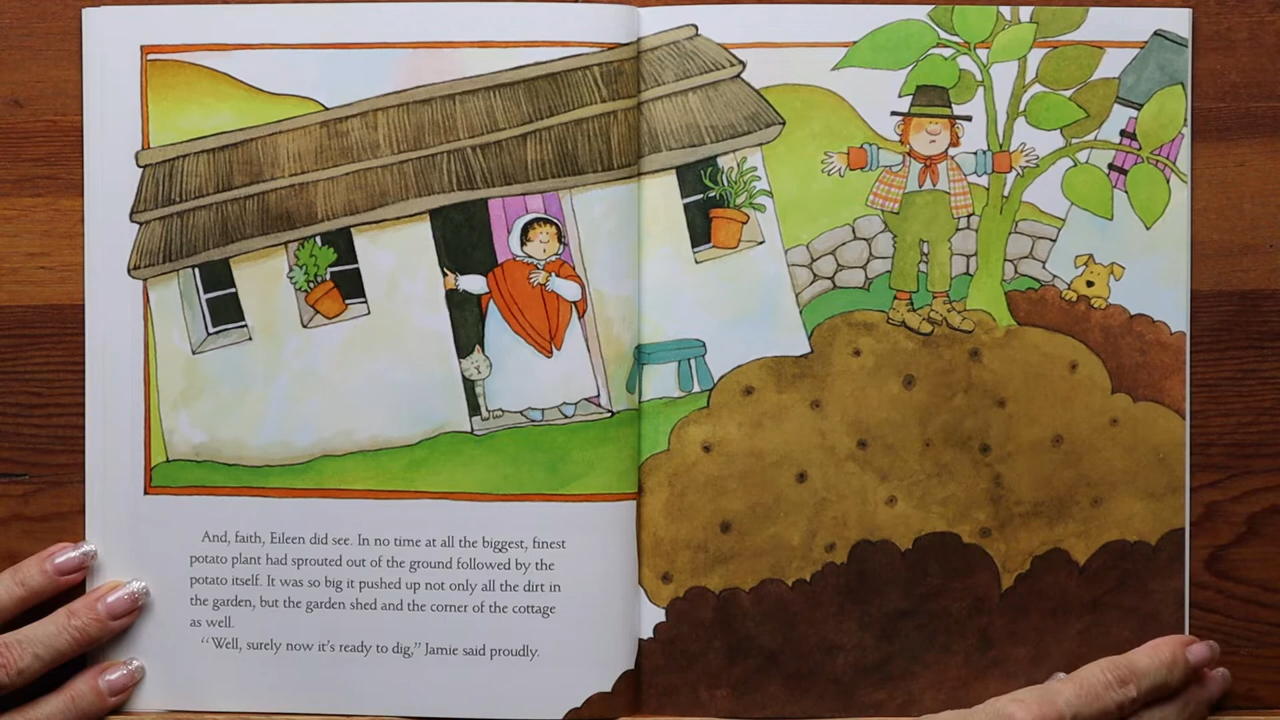 And, faith, Eileen did see. In no time at all the biggest, finest
potato plant had sprouted out of the ground followed by the
potato itself. It was so big it pushed up not only all the dirt in
the garden, but the garden shed and the corner of the cottage
as well.
“Well, surely now it’s ready to dig,” Jamie said proudly.